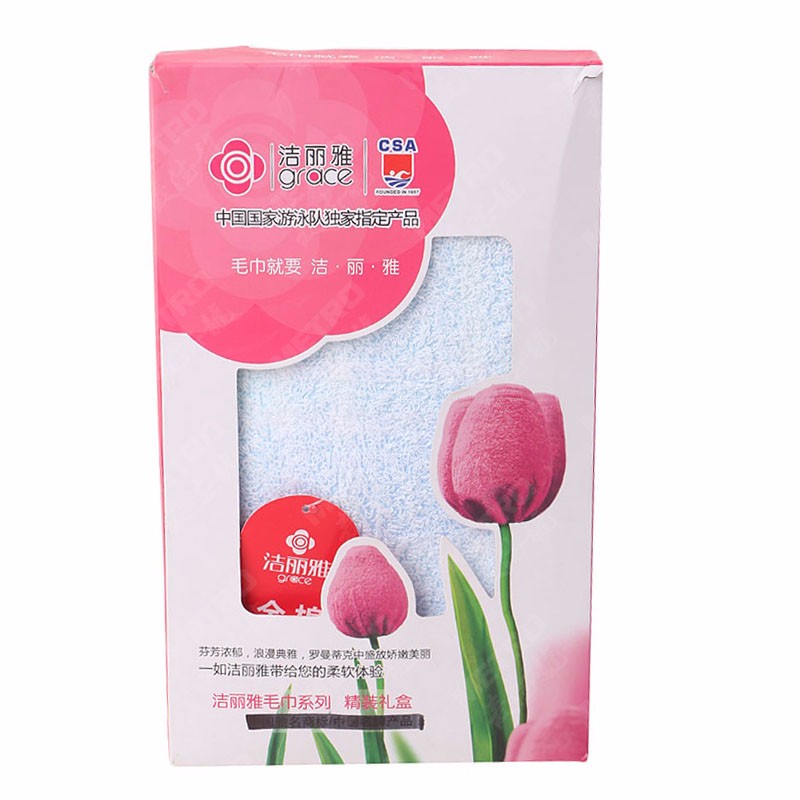 洁丽雅
grace
CSA
FOUNDED IN 1957
中国国家游泳队独家指定产品
毛巾就要 洁·丽·雅
洁丽雅
grace
芬芳浓郁，浪漫典雅，罗曼蒂克中盛放娇嫩美丽
一如洁丽雅带给您的柔软体验
洁丽雅毛巾系列 精装礼盒
METRO